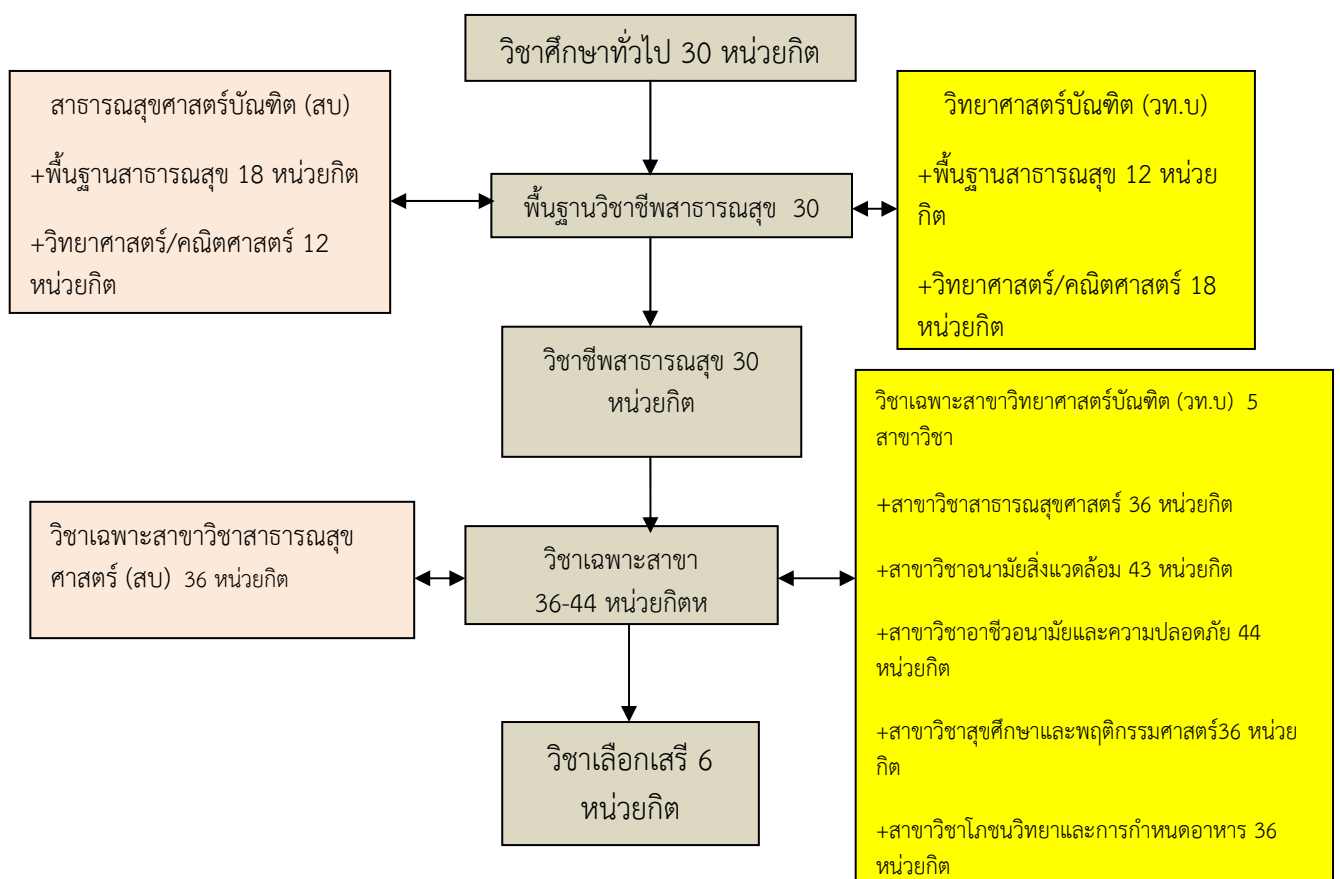 วิชาศึกษาทั่วไป 30 หน่วยกิต
สาธารณสุขศาสตร์บัณฑิต (สบ)
+พื้นฐานสาธารณสุข 18 หน่วยกิต
+วิทยาศาสตร์/คณิตศาสตร์ 12
หน่วยกิต
วิทยาศาสตร์บัณฑิต (วท.บ)
+พื้นฐานสาธารณสุข 12 หน่วย
กิต
+วิทยาศาสตร์/คณิตศาสตร์ 18
หน่วยกิต
พื้นฐานวิชาชีพสาธารณสุข 30
วิชาชีพสาธารณสุข 30
หน่วยกิต
วิชาเฉพาะสาขาวิชาสาธารณสุข
ศาสตร์ (สบ) 36 หน่วยกิต
วิชาเฉพาะสาขา
36-44 หน่วยกิตห
วิชาเฉพาะสาขาวิทยาศาสตร์บัณฑิต (วท.บ) 5
สาขาวิชา
+สาขาวิชาสาธารณสุขศาสตร์ 36 หน่วยกิต
+สาขาวิชาอนามัยสิ่งแวดล้อม 43 หน่วยกิต
+สาขาวิชาอาชีวอนามัยและความปลอดภัย 44
หน่วยกิต
+สาขาวิชาสุขศึกษาและพฤติกรรมศาสตร์36 หน่วย
กิต
+สาขาวิชาโภชนวิทยาและการกำหนดอาหาร 36
หน่วยกิต
วิชาเลือกเสรี 6
หน่วยกิต